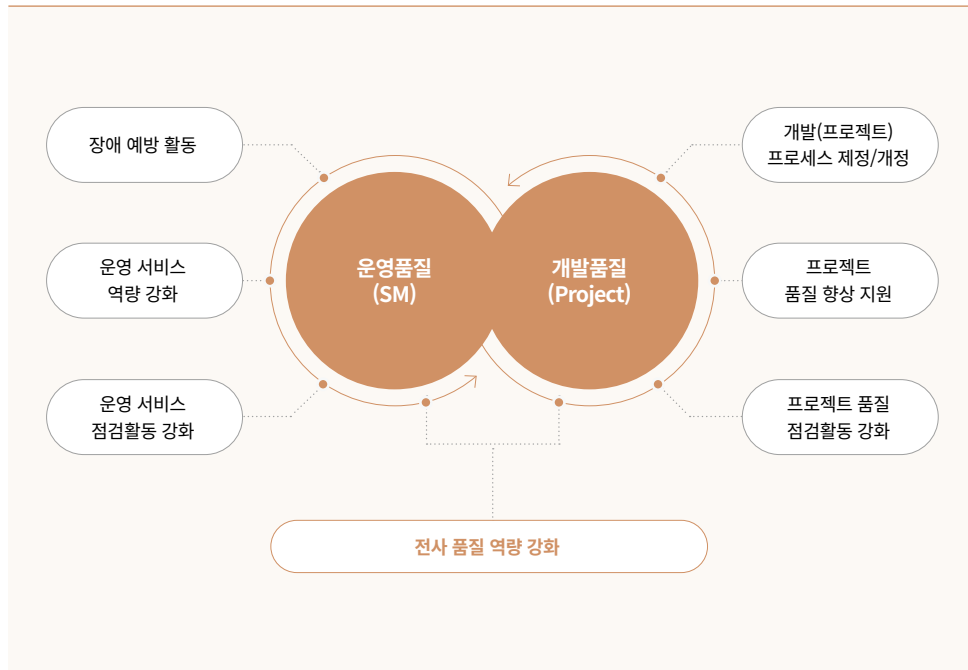 장애 예방 활동
운영 서비스
역량 강화
운영 서비스
점검활동 강화
운영품질
(SM)
개발품질
(Project)
개발(프로젝트)
프로세스 제정/개정
프로젝트
품질 향상 지원
프로젝트 품질
점검활동 강화
전사 품질 역량 강화